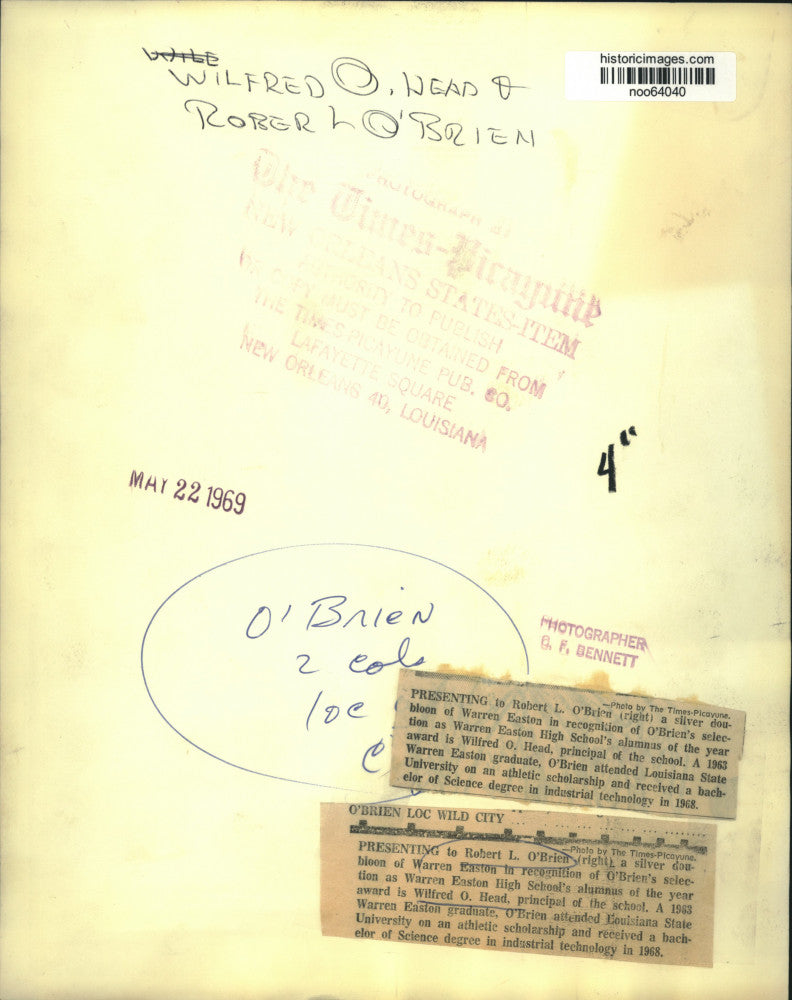 historicimages.com
noo64040
WILFRED O. HEAD &
ROBER L O'BRIEN
PHOTOGRAPH BY
The Times-Picayune
NEW ORLEANS STATES-ITEM
AUTHORITY TO PUBLISH
OR COPY MUST BE OBTAINED FROM
THE TIMES-PICAYUNE PUB. CO.
LAFAYETTE SQUARE
NEW ORLEANS 40, LOUISIANA
4"
MAY 22 1969
O'Brien
2 cols
loc
PHOTOGRAPHER
G. F. BENNETT
—Photo by The Times-Picayune.
PRESENTING to Robert L. O'Brien (right) a silver dou-
bloon of Warren Easton in recognition of O'Brien's selec-
tion as Warren Easton High School's alumnus of the year
award is Wilfred O. Head, principal of the school. A 1963
Warren Easton graduate, O'Brien attended Louisiana State
University on an athletic scholarship and received a bach-
elor of Science degree in industrial technology in 1968.
O'BRIEN LOC WILD CITY
—Photo by The Times-Picayune.
PRESENTING to Robert L. O'Brien (right) a silver dou-
bloon of Warren Easton in recognition of O'Brien's selec-
tion as Warren Easton High School's alumnus of the year
award is Wilfred O. Head, principal of the school. A 1963
Warren Easton graduate, O'Brien attended Louisiana State
University on an athletic scholarship and received a bach-
elor of Science degree in industrial technology in 1968.